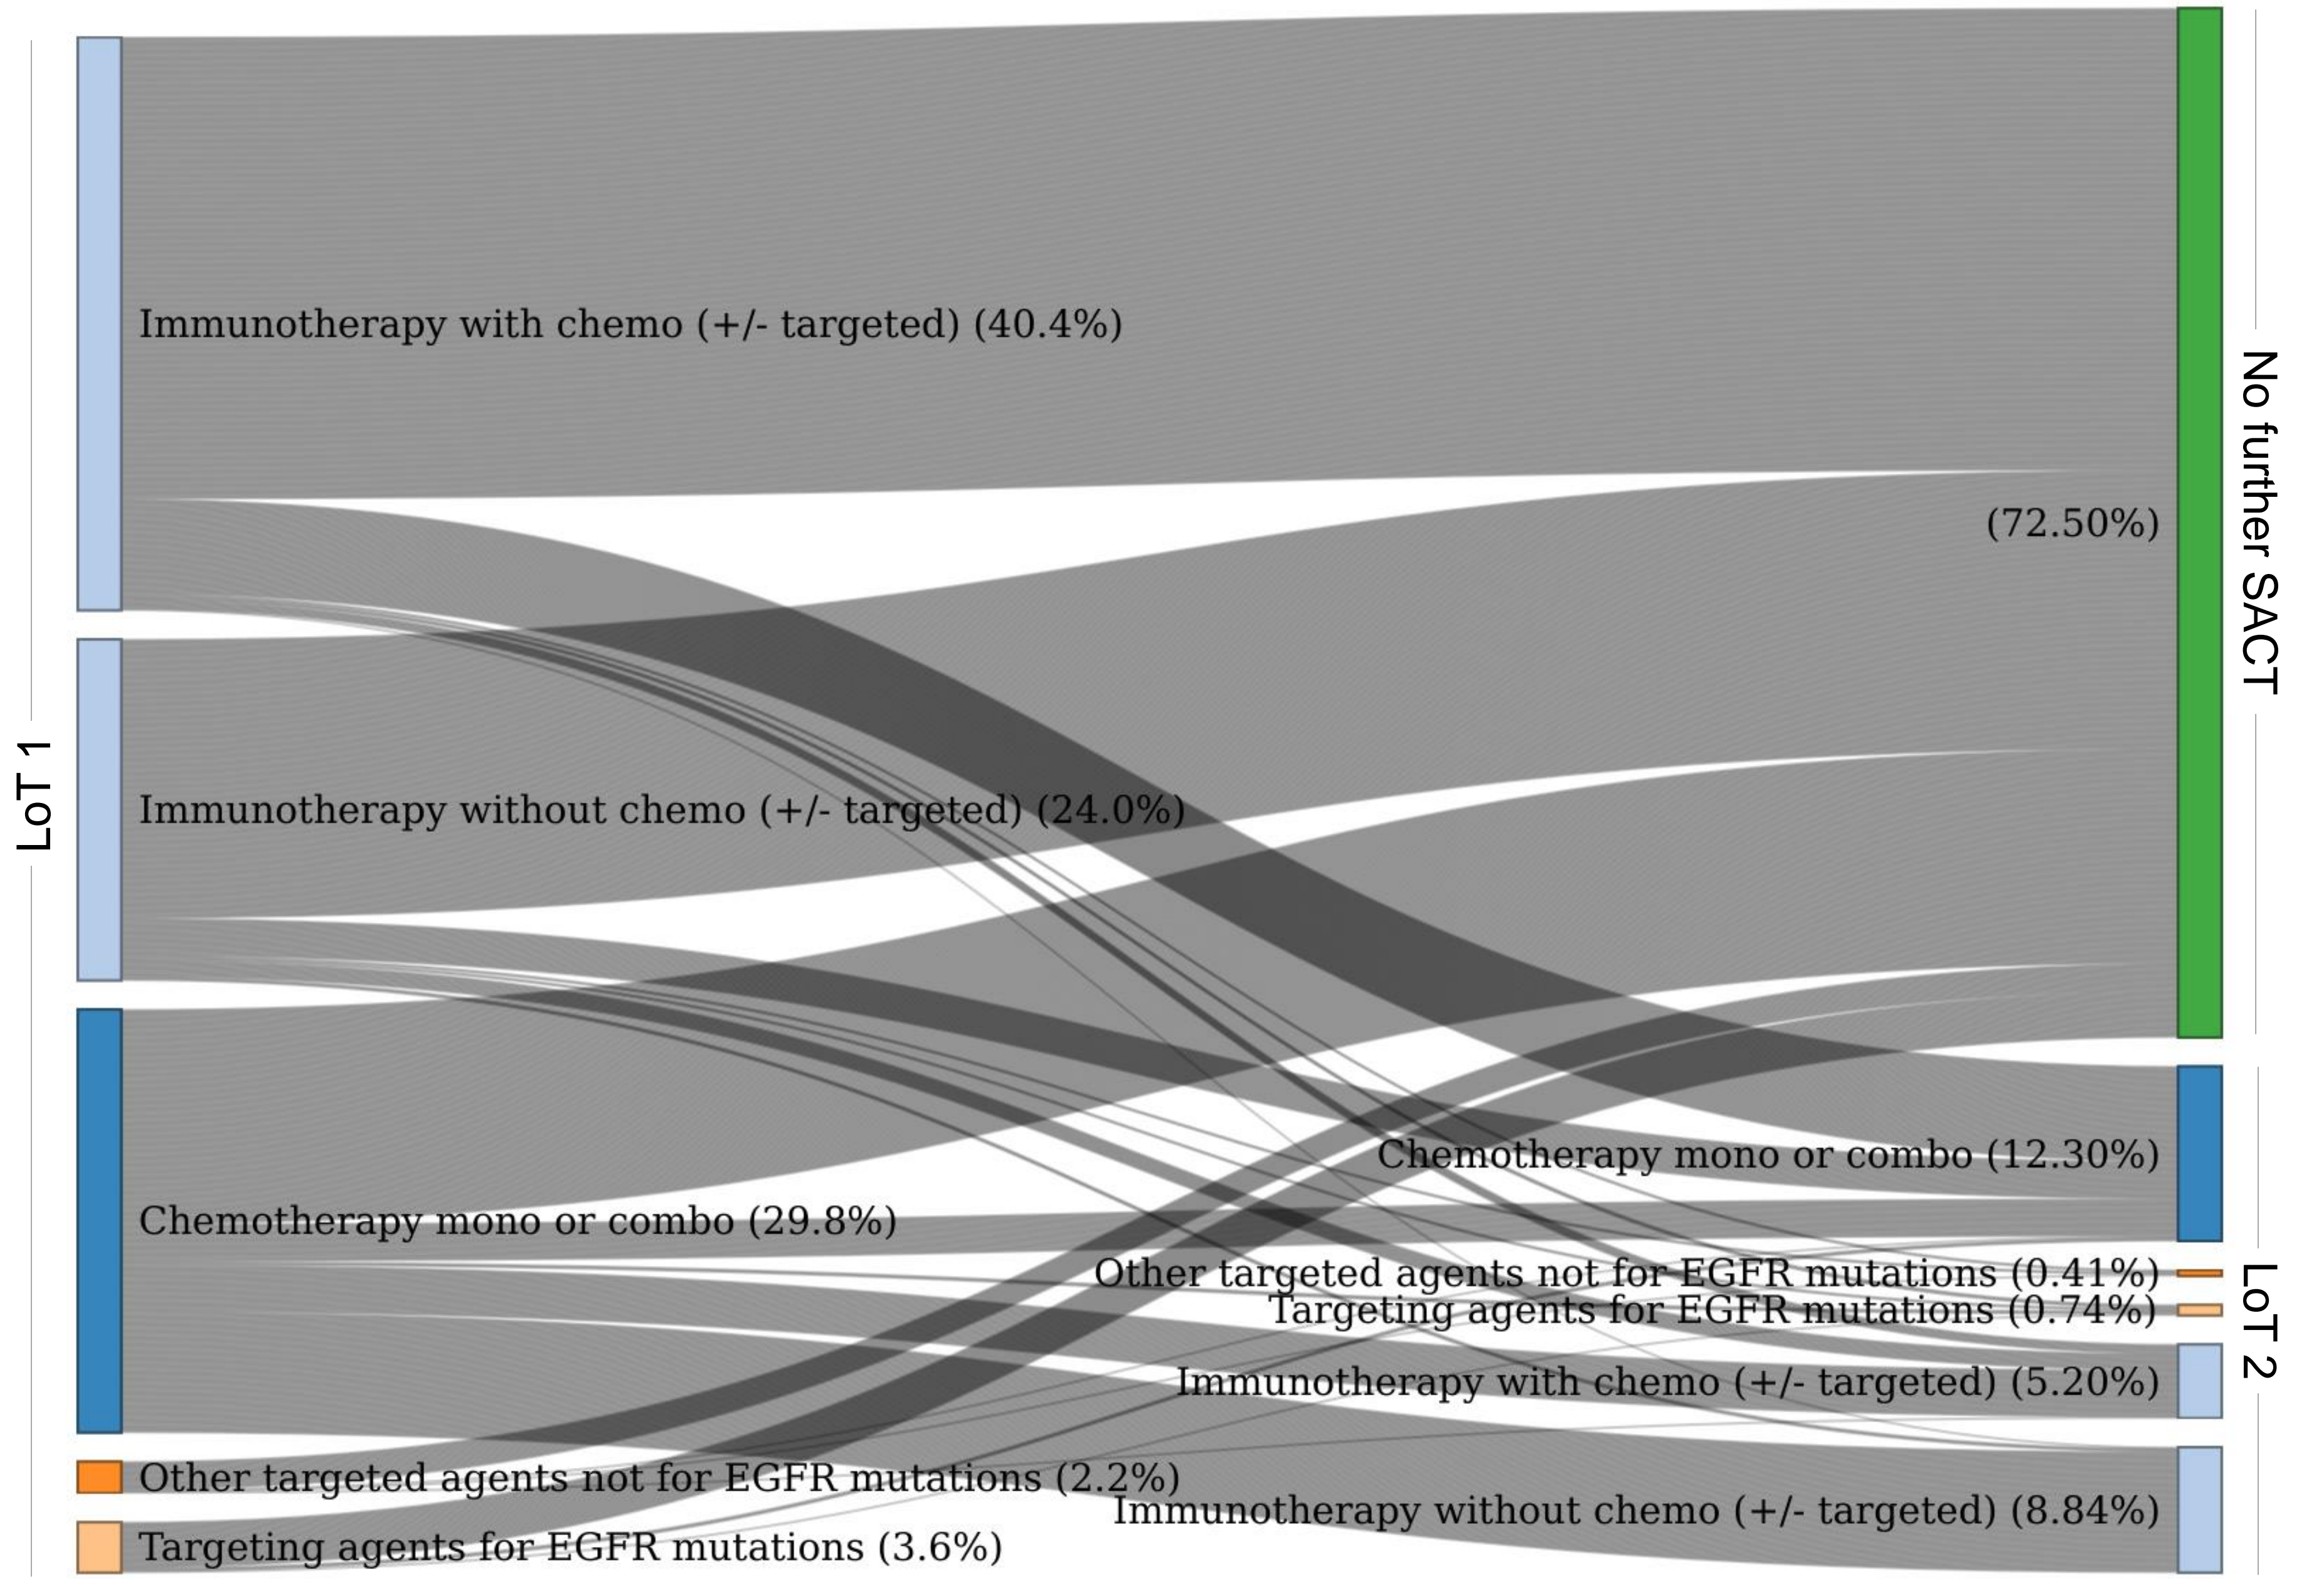 LoT 1
Immunotherapy with chemo (+/- targeted) (40.4%)
Immunotherapy without chemo (+/- targeted) (24.0%)
Chemotherapy mono or combo (29.8%)
Other targeted agents not for EGFR mutations (2.2%)
Targeting agents for EGFR mutations (3.6%)
No further SACT
(72.50%)
LoT 2
Chemotherapy mono or combo (12.30%)
Other targeted agents not for EGFR mutations (0.41%)
Targeting agents for EGFR mutations (0.74%)
Immunotherapy with chemo (+/- targeted) (5.20%)
Immunotherapy without chemo (+/- targeted) (8.84%)